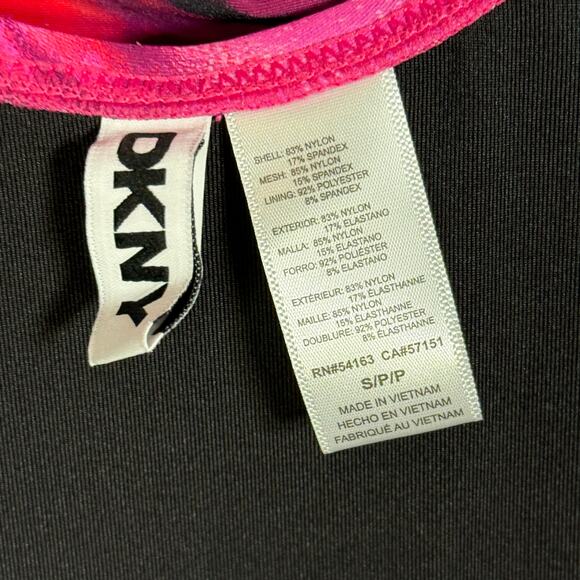 DKNY
SHELL: 83% NYLON
17% SPANDEX
MESH: 85% NYLON
15% SPANDEX
LINING: 92% POLYESTER
8% SPANDEX
EXTERIOR: 83% NYLON
17% ELASTANO
MALLA: 85% NYLON
15% ELASTANO
FORRO: 92% POLIÉSTER
8% ELASTANO
EXTÉRIEUR: 83% NYLON
17% ÉLASTHANNE
MAILLE: 85% NYLON
15% ÉLASTHANNE
DOUBLURE: 92% POLYESTER
8% ÉLASTHANNE
RN#54163 CA#57151
S/P/P
MADE IN VIETNAM
HECHO EN VIETNAM
FABRIQUÉ AU VIETNAM